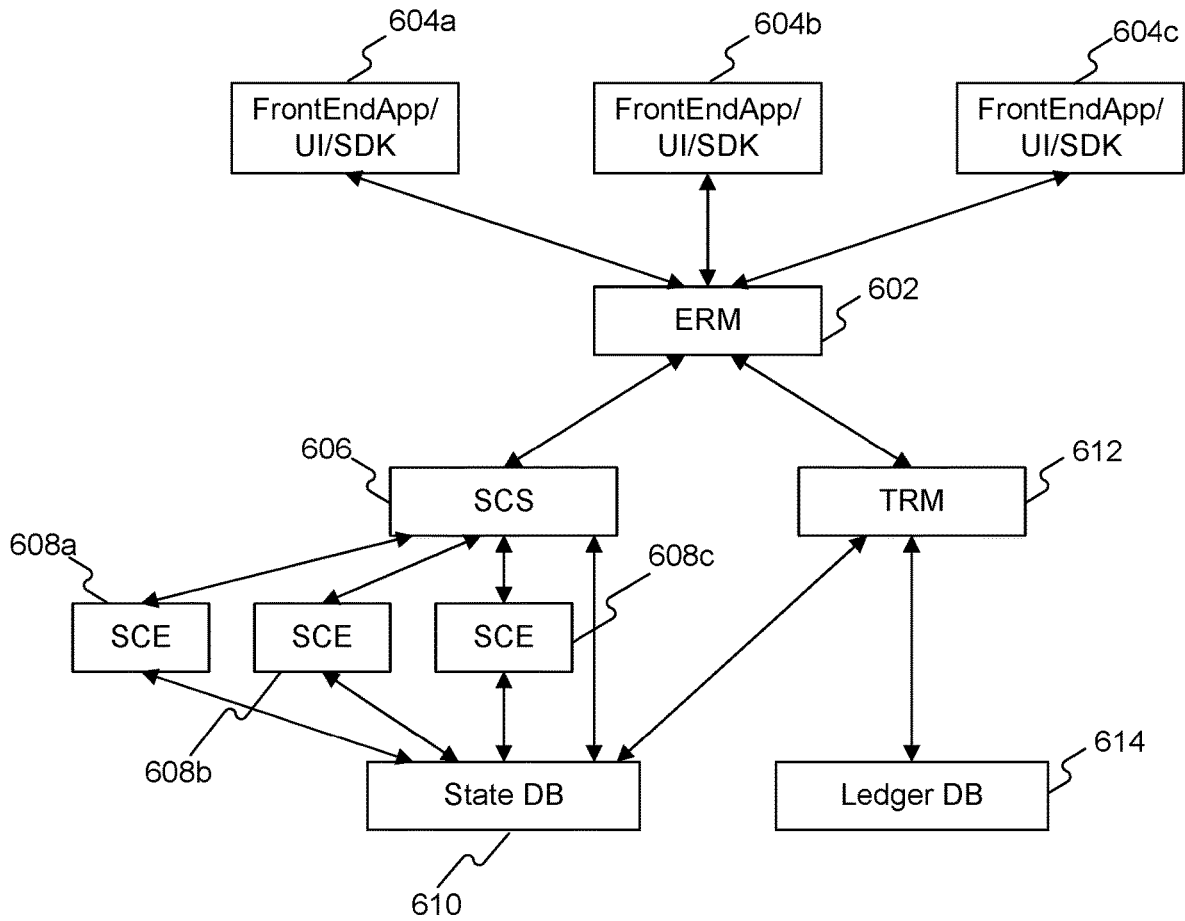 604a
604b
604c
FrontEndApp/
UI/SDK
FrontEndApp/
UI/SDK
FrontEndApp/
UI/SDK
602
ERM
606
612
SCS
TRM
608a
608c
SCE
SCE
SCE
608b
614
State DB
Ledger DB
610